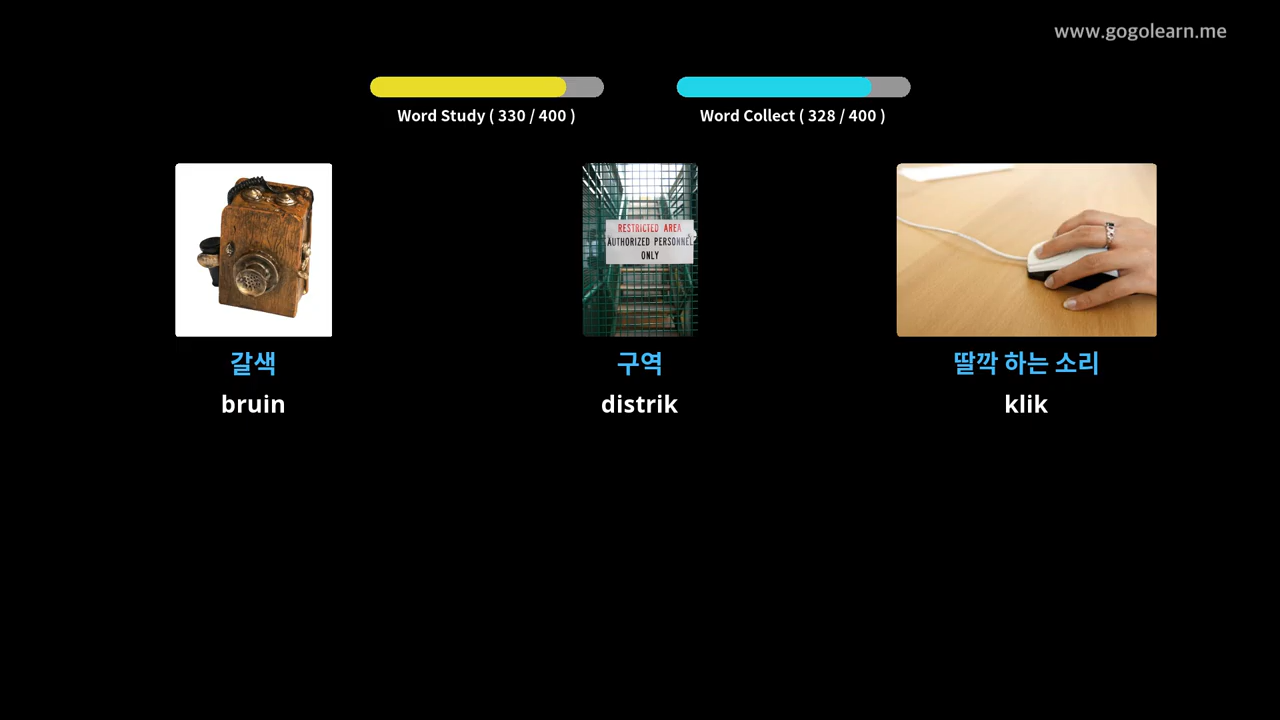 www.gogolearn.me
Word Study ( 330 / 400 )
Word Collect ( 328 / 400 )
RESTRICTED AREA
AUTHORIZED PERSONNEL
ONLY
갈색
구역
딸깍 하는 소리
bruin
distrik
klik